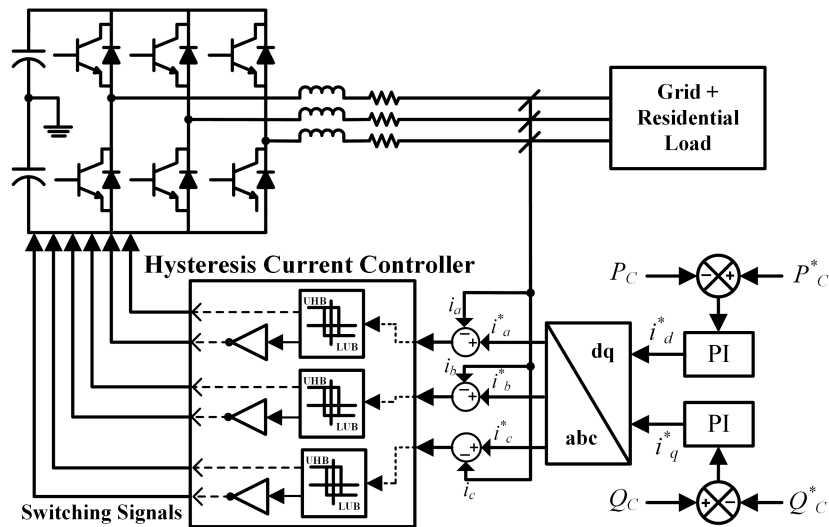 Grid +
Residential
Load
Hysteresis Current Controller
P_C
− +
P^*_C
UHB
LUB
i_a
− +
i^*_a
dq
abc
i^*_d
PI
UHB
LUB
i_b
− +
i^*_b
i^*_q
PI
UHB
LUB
− +
i^*_c
i_c
Q_C
+ −
Q^*_C
Switching Signals